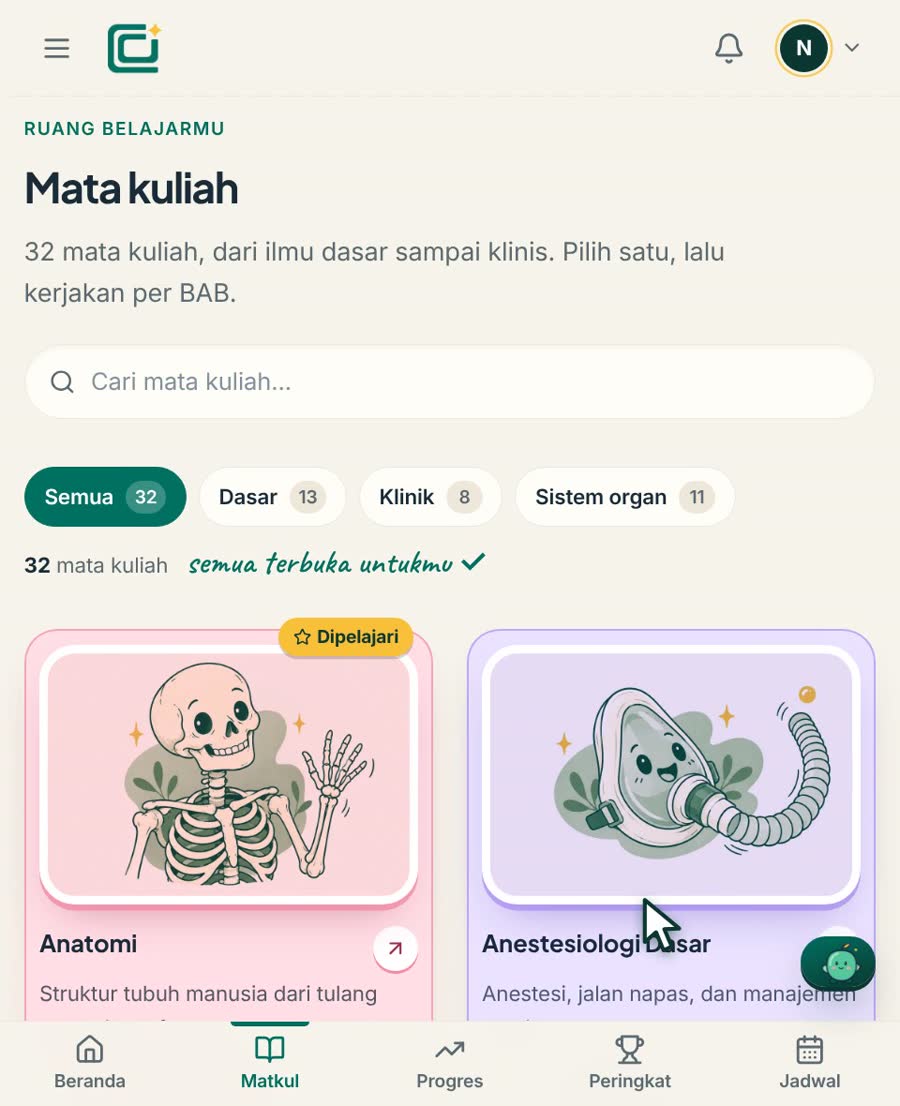 N
RUANG BELAJARMU
Mata kuliah
32 mata kuliah, dari ilmu dasar sampai klinis. Pilih satu, lalu
kerjakan per BAB.
Cari mata kuliah...
Semua 32 Dasar 13 Klinik 8 Sistem organ 11
32 mata kuliah semua terbuka untukmu
Dipelajari
Anatomi
Struktur tubuh manusia dari tulang
Anestesiologi Dasar
Anestesi, jalan napas, dan manajemen
Beranda Matkul Progres Peringkat Jadwal